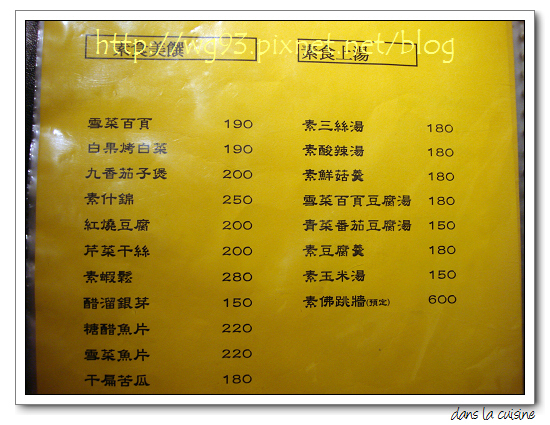 http://wg93.pixnet.net/blog
素食美饌
雪菜百頁 190
白果烤白菜 190
九香茄子煲 200
素什錦 250
紅燒豆腐 200
芹菜干絲 200
素蝦鬆 280
醋溜銀芽 150
糖醋魚片 220
雪菜魚片 220
干扁苦瓜 180
素食上湯
素三絲湯 180
素酸辣湯 180
素鮮菇羹 180
雪菜百頁豆腐湯 180
青菜番茄豆腐湯 150
素豆腐羹 180
素玉米湯 150
素佛跳牆(預定) 600
dans la cuisine